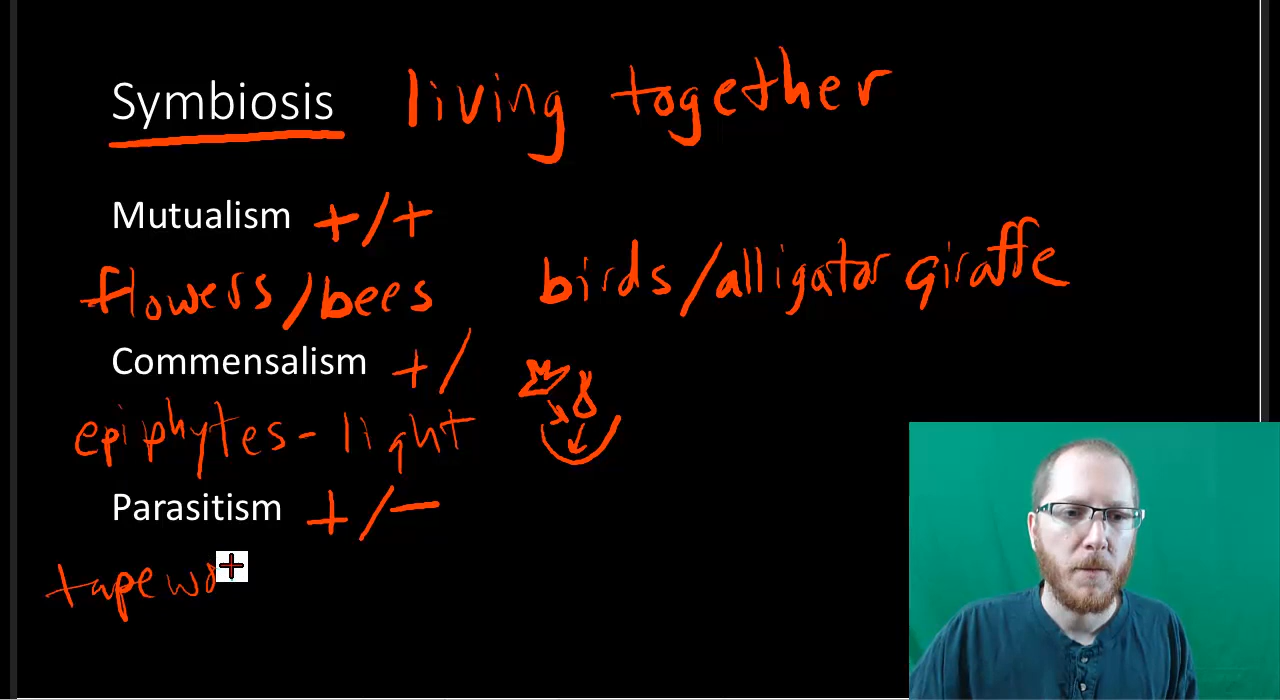 Symbiosis living together
Mutualism +/+
flowers/bees birds/alligator giraffe
Commensalism +/
epiphytes - light
Parasitism +/-
tapewo